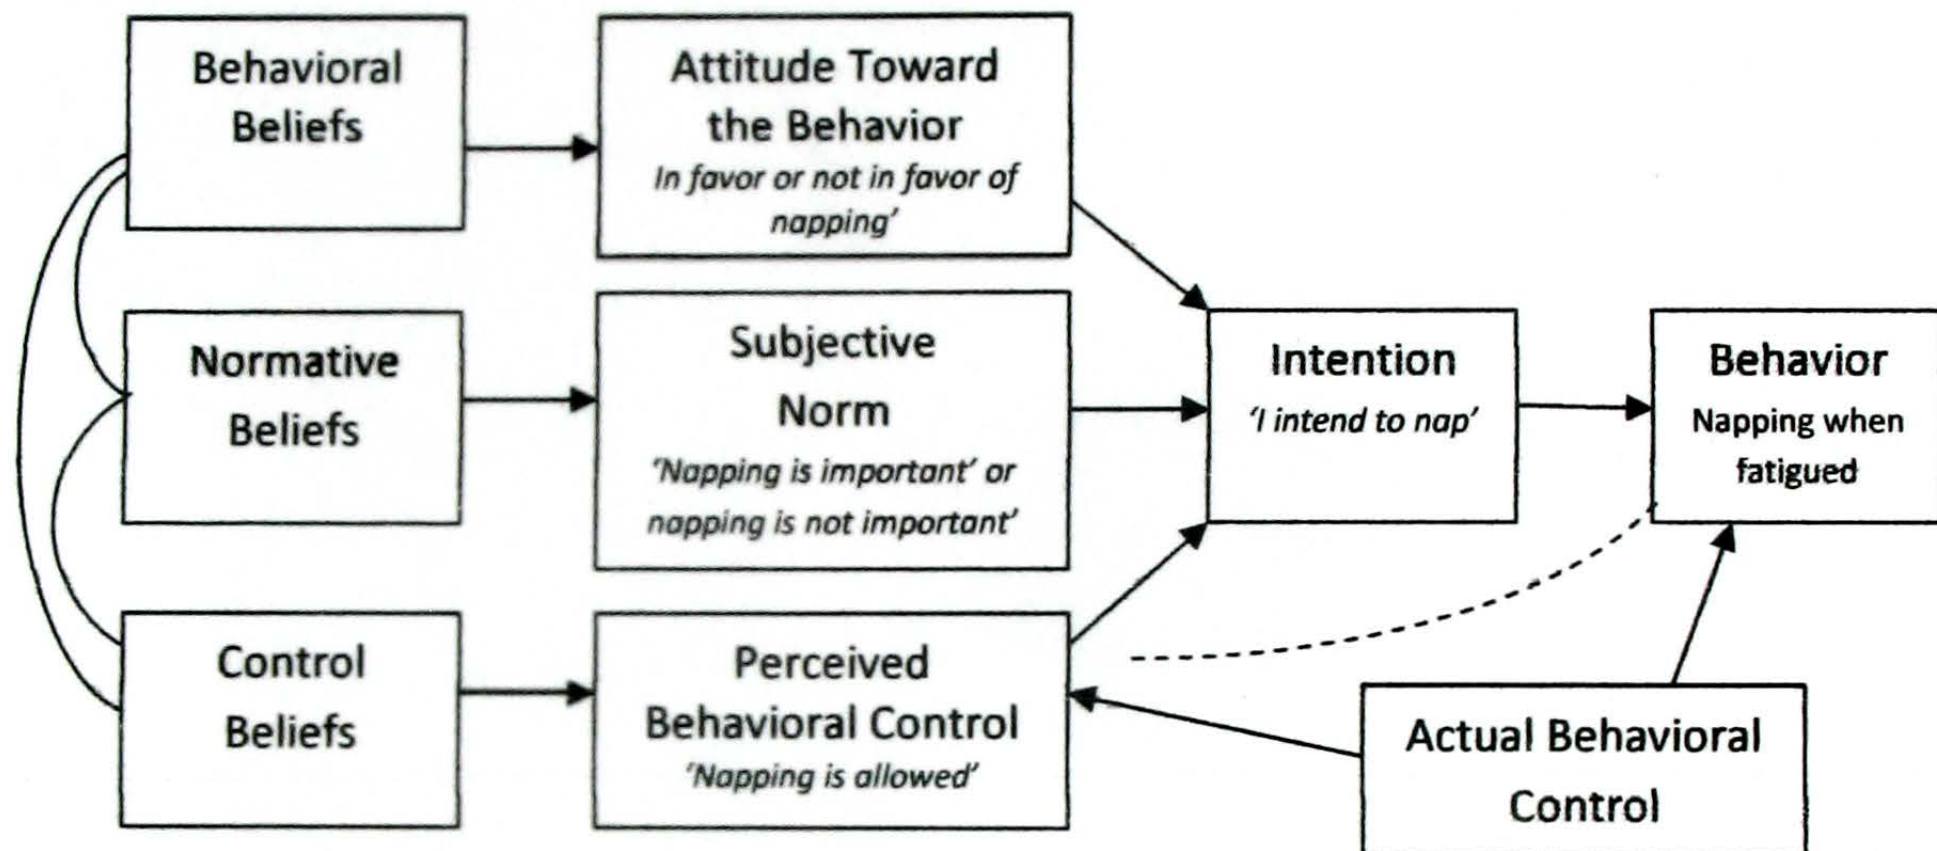 Behavioral
Beliefs
Attitude Toward
the Behavior
In favor or not in favor of
napping’
Normative
Beliefs
Subjective
Norm
‘Napping is important’ or
napping is not important’
Intention
‘I intend to nap’
Behavior
Napping when
fatigued
Control
Beliefs
Perceived
Behavioral Control
‘Napping is allowed’
Actual Behavioral
Control